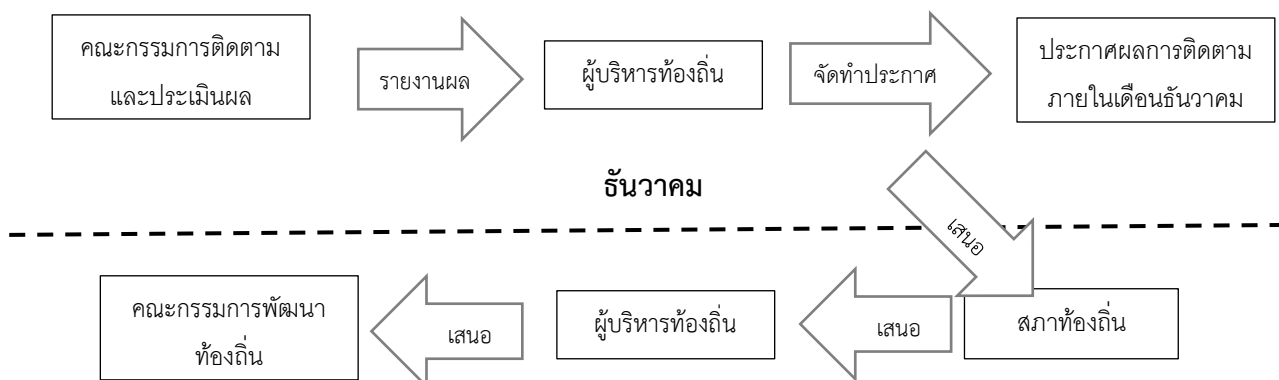 คณะกรรมการติดตาม
และประเมินผล
รายงานผล
ผู้บริหารท้องถิ่น
จัดทำประกาศ
ประกาศผลการติดตาม
ภายในเดือนธันวาคม
ธันวาคม
เสนอ
คณะกรรมการพัฒนา
ท้องถิ่น
เสนอ
ผู้บริหารท้องถิ่น
เสนอ
สภาท้องถิ่น